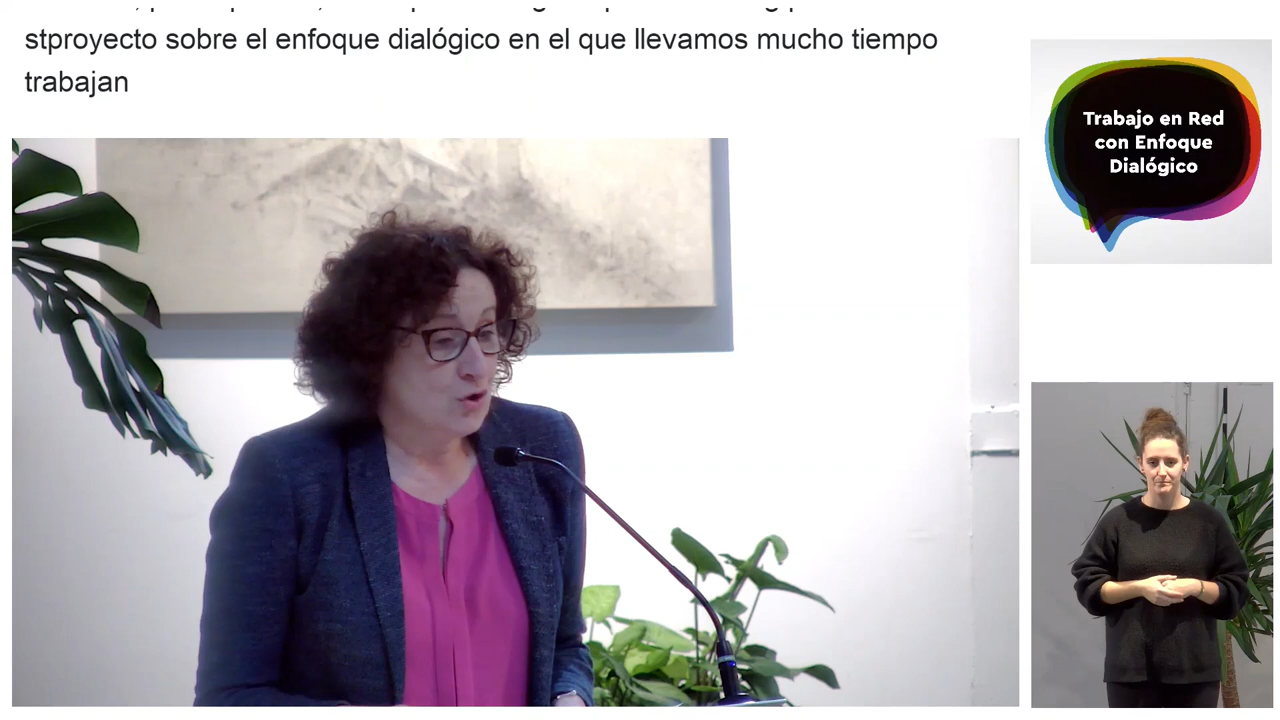 stproyecto sobre el enfoque dialógico en el que llevamos mucho tiempo
trabajan
Trabajo en Red
con Enfoque
Dialógico